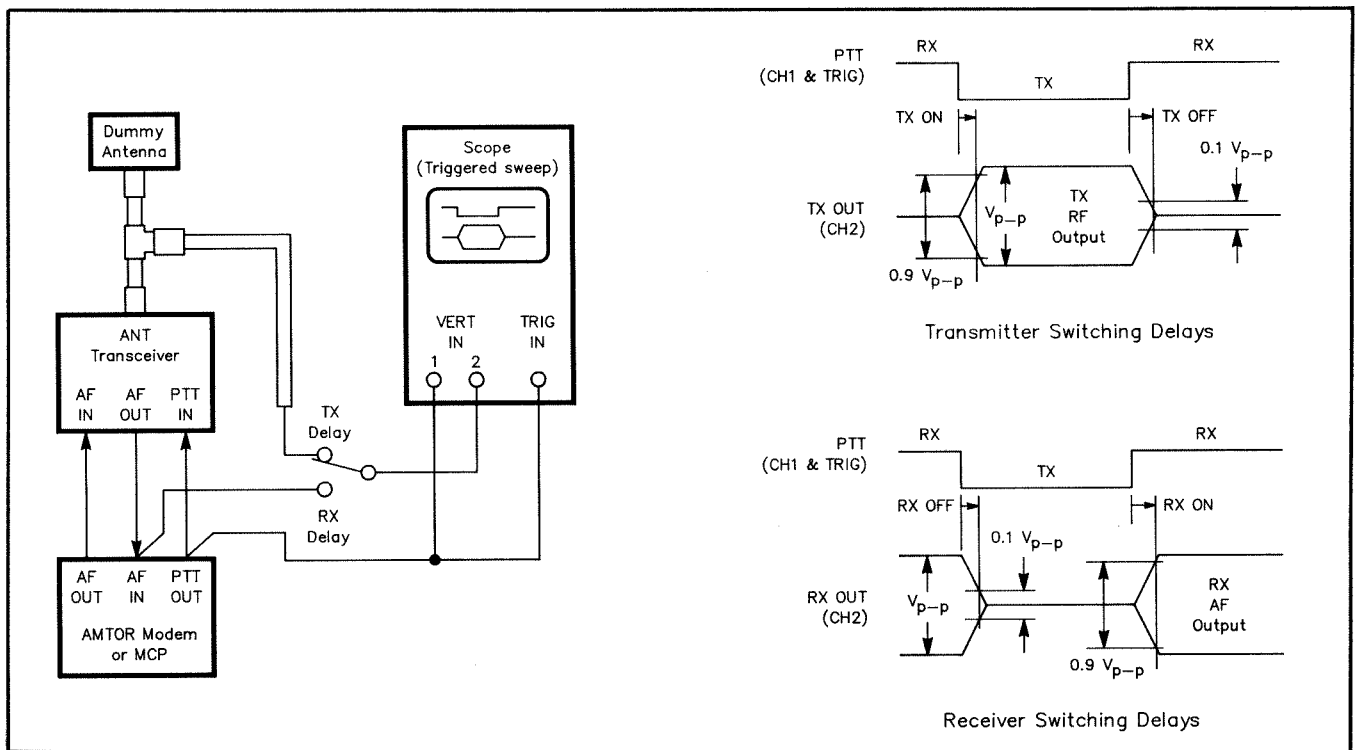 Dummy
Antenna
ANT
Transceiver
AF
IN
AF
OUT
PTT
IN
AF
OUT
AF
IN
PTT
OUT
AMTOR Modem
or MCP
TX
Delay
RX
Delay
Scope
(Triggered sweep)
VERT
IN
1
2
TRIG
IN
PTT
(CH1 & TRIG)
RX
TX
RX
TX ON
TX OFF
0.1 Vp-p
TX OUT
(CH2)
Vp-p
TX
RF
Output
0.9 Vp-p
Transmitter Switching Delays
PTT
(CH1 & TRIG)
RX
TX
RX
RX OFF
RX ON
0.1 Vp-p
RX OUT
(CH2)
Vp-p
RX
AF
Output
0.9 Vp-p
Receiver Switching Delays